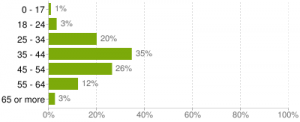 0 - 17 1%
18 - 24 3%
25 - 34 20%
35 - 44 35%
45 - 54 26%
55 - 64 12%
65 or more 3%
0% 20% 40% 60% 80% 100%